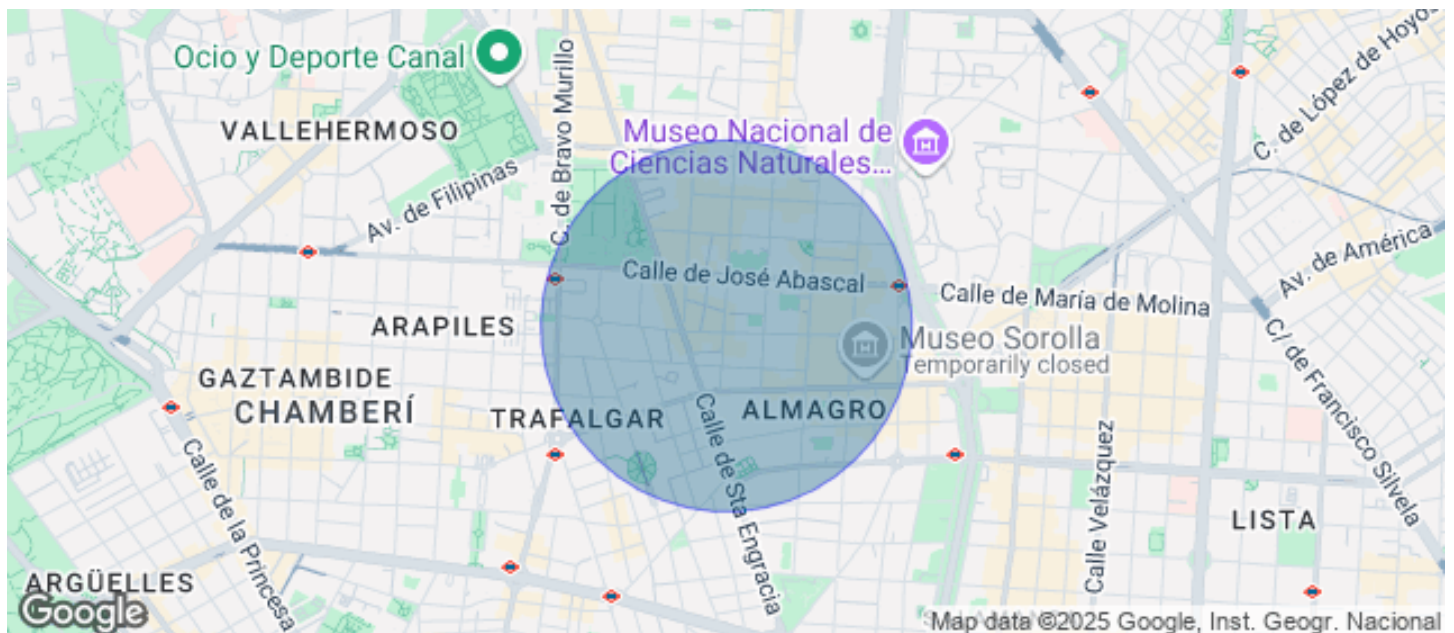 Ocio y Deporte Canal
C. de Bravo Murillo
C. de López de Hoyos
VALLEHERMOSO
Museo Nacional de
Ciencias Naturales...
Av. de Filipinas
Av. de América
Calle de José Abascal
Calle de María de Molina
ARAPILES
Museo Sorolla
Temporarily closed
C/ de Francisco Silvela
GAZTAMBIDE
CHAMBERÍ
TRAFALGAR
ALMAGRO
Calle de la Princesa
Calle de Sta Engracia
Calle Velázquez
LISTA
ARGÜELLES
Google
Map data ©2025 Google, Inst. Geogr. Nacional